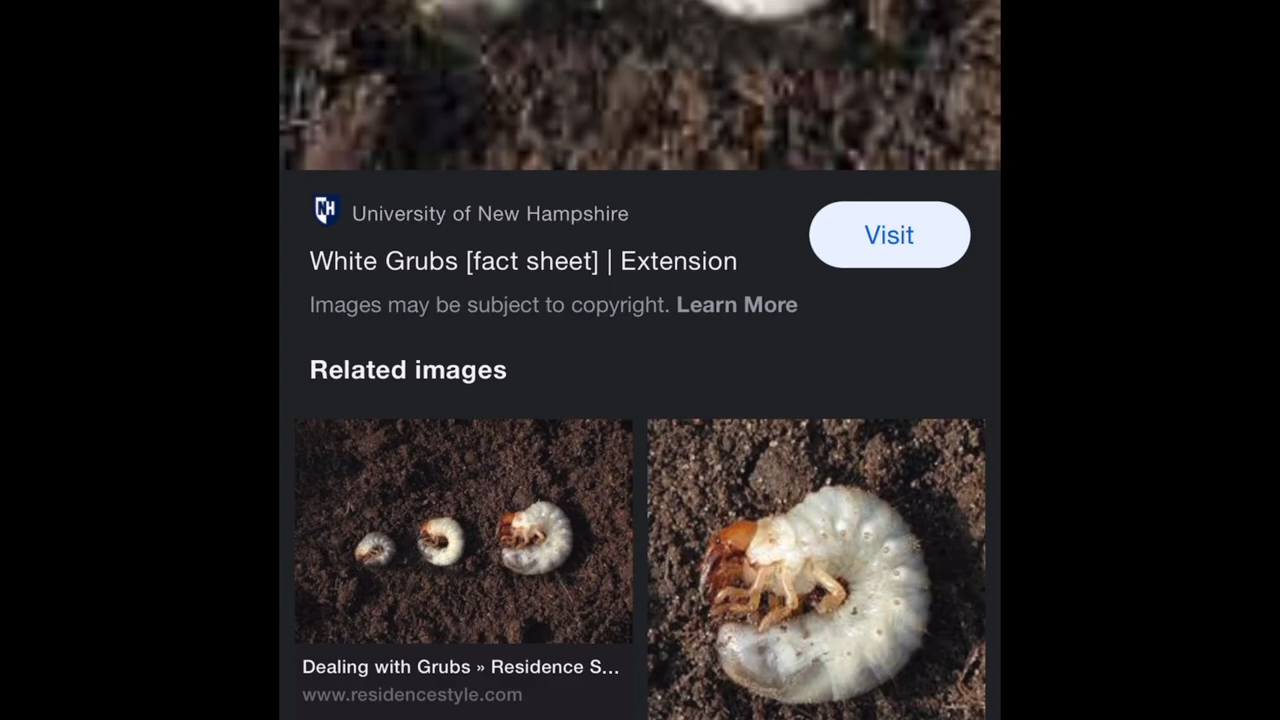 NH University of New Hampshire
Visit
White Grubs [fact sheet] | Extension
Images may be subject to copyright. Learn More
Related images
Dealing with Grubs » Residence S...
www.residencestyle.com